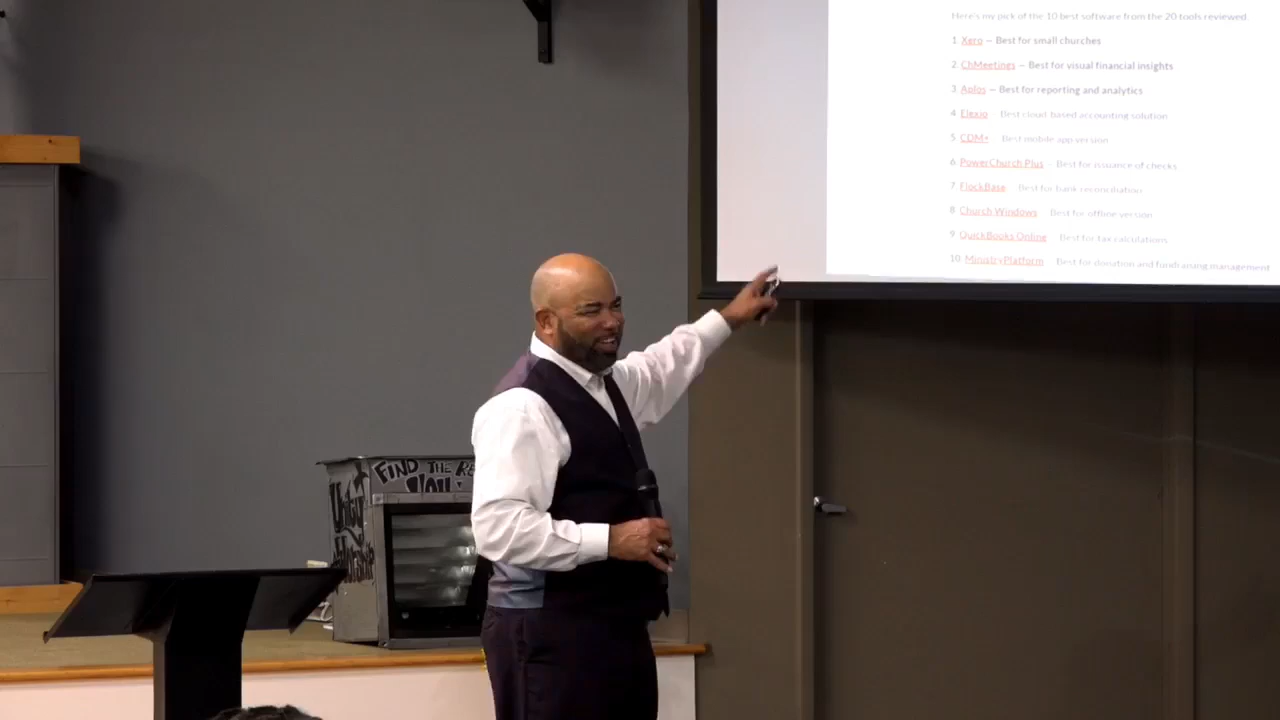 Here's my pick of the 10 best software from the 20 tools reviewed
1 Xero – Best for small churches
2. ChMeetings – Best for visual financial insights
3 Aplos – Best for reporting and analytics
4 Elexio Best cloud based accounting solution
5 CDM+ Best mobile app version
6 PowerChurch Plus Best for issuance of checks
7 FlockBase Best for bank reconciliation
8 Church Windows Best for offline version
9 QuickBooks Online Best for tax calculations
10. MinistryPlatform Best for donation and fundraising management
FIND THE
YOU
Unity
Worship